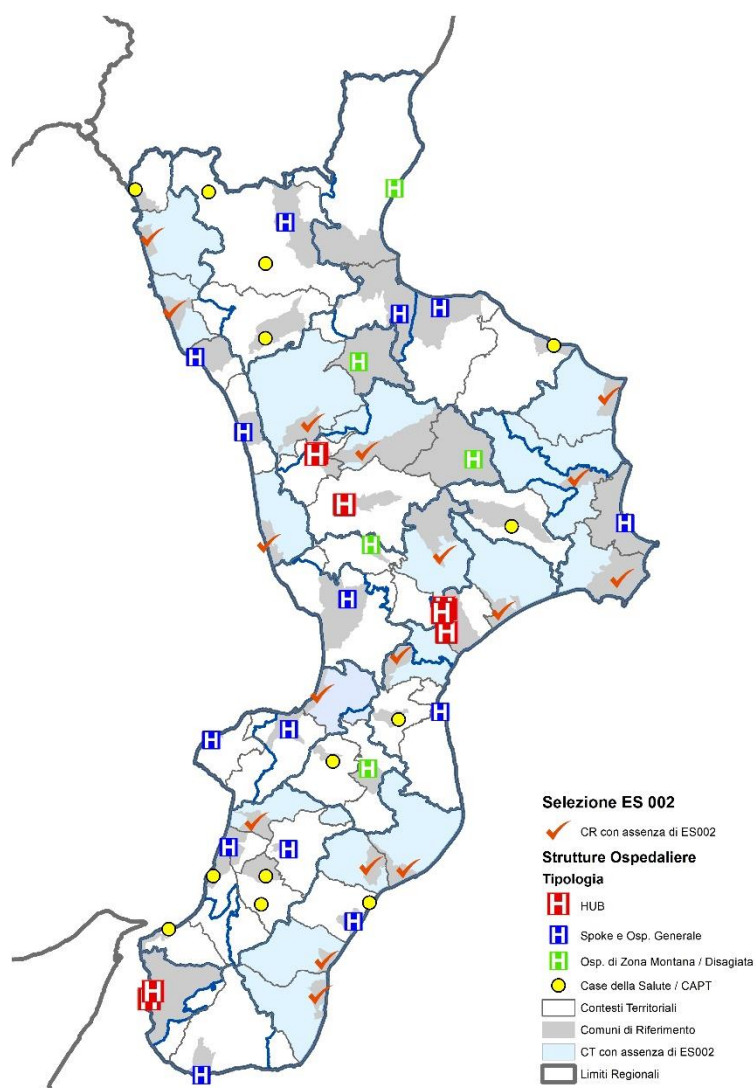 Selezione ES 002
CR con assenza di ES002
Strutture Ospedaliere
Tipologia
H HUB
H Spoke e Osp. Generale
H Osp. di Zona Montana / Disagiata
Case della Salute / CAPT
Contesti Territoriali
Comuni di Riferimento
CT con assenza di ES002
Limiti Regionali